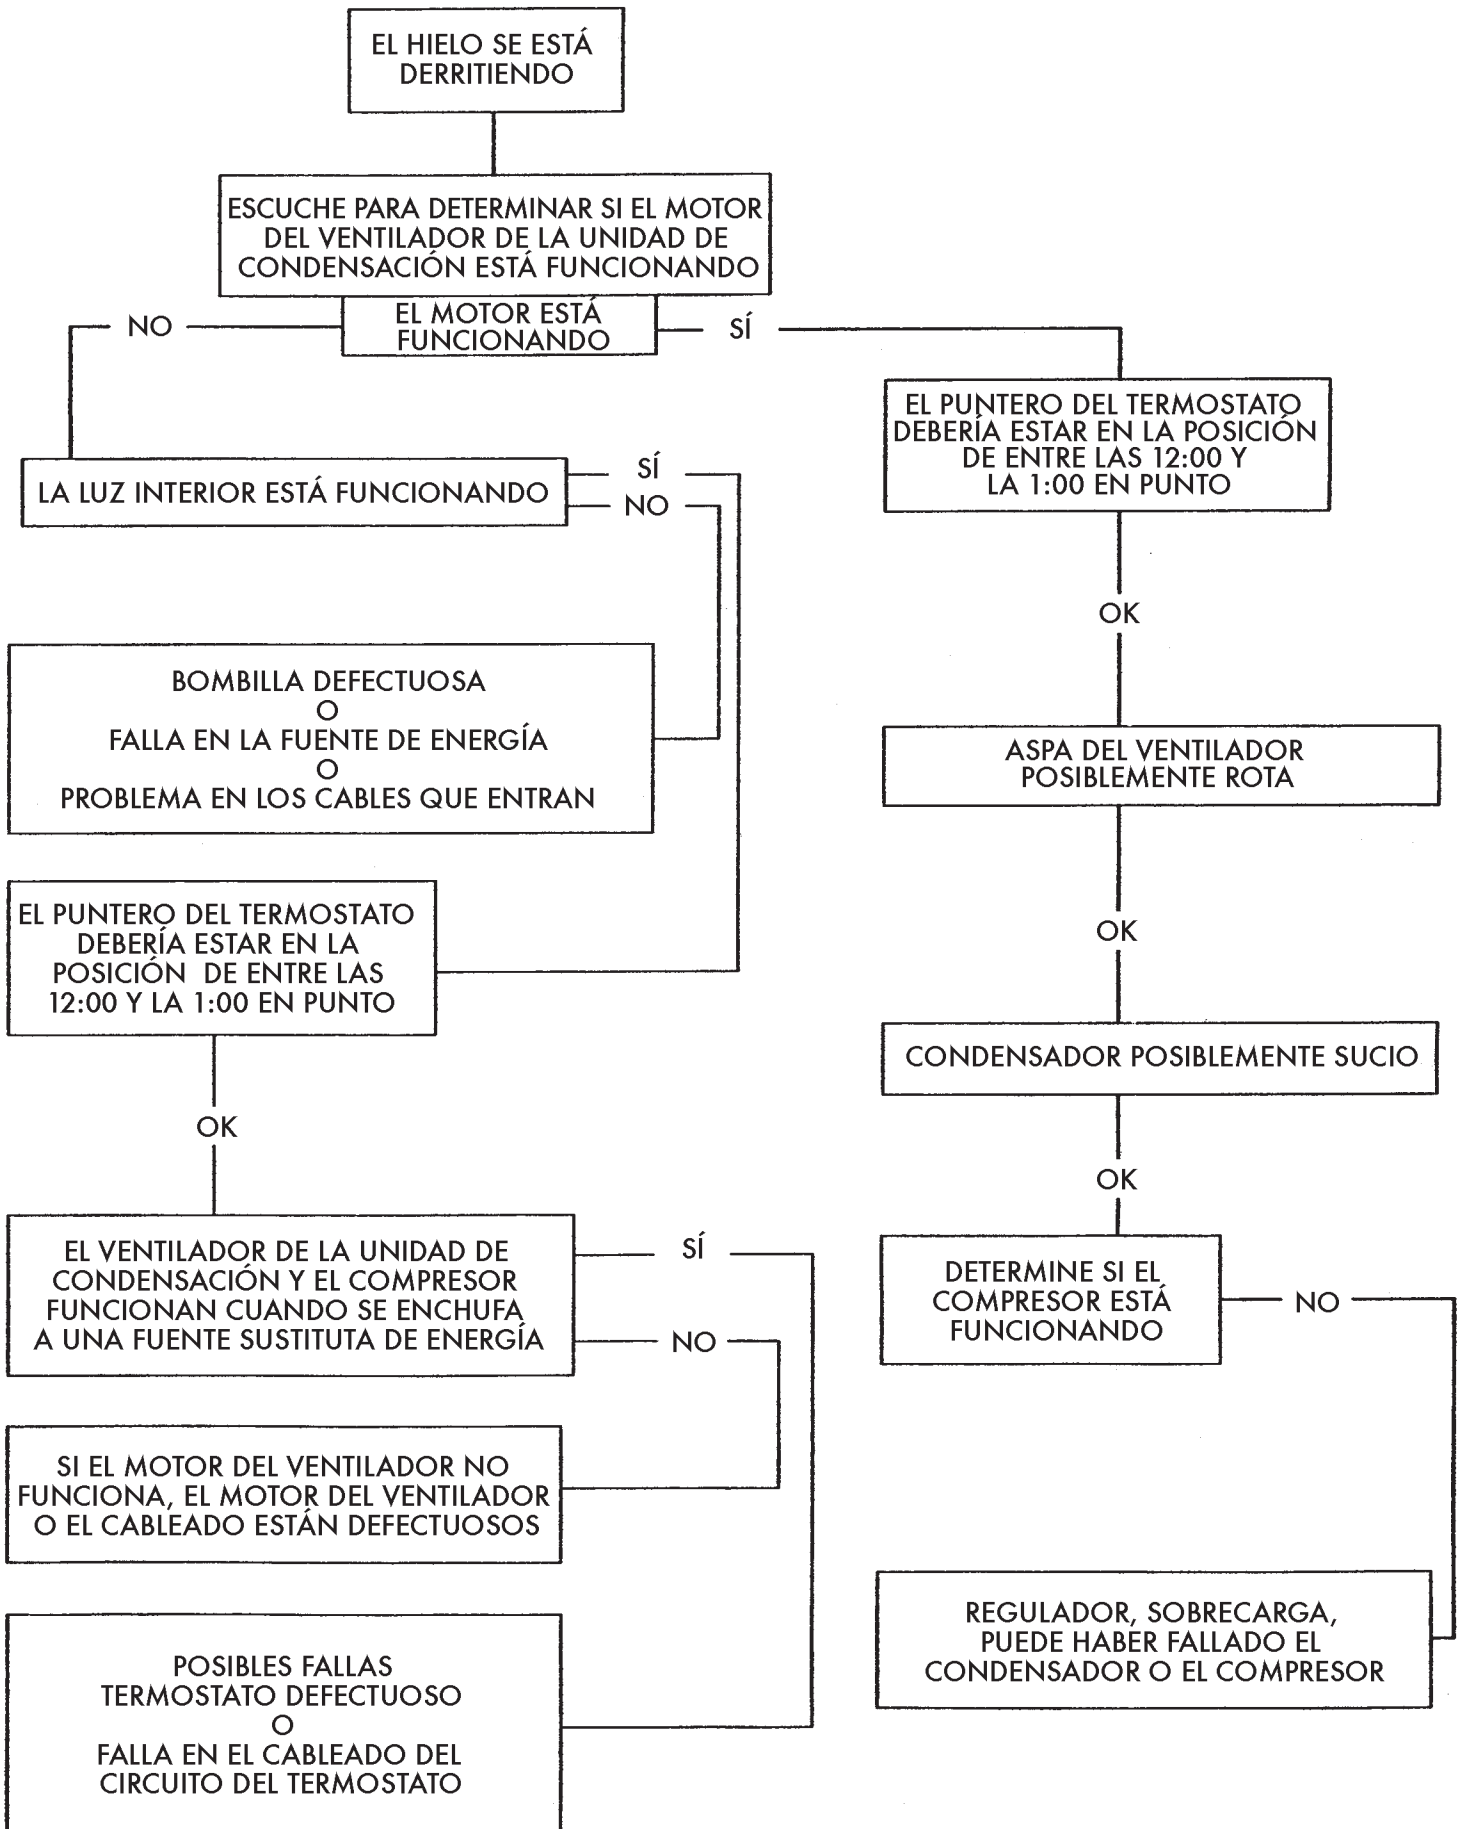 EL HIELO SE ESTÁ
DERRITIENDO
ESCUCHE PARA DETERMINAR SI EL MOTOR
DEL VENTILADOR DE LA UNIDAD DE
CONDENSACIÓN ESTÁ FUNCIONANDO
EL MOTOR ESTÁ
FUNCIONANDO
NO
SÍ
LA LUZ INTERIOR ESTÁ FUNCIONANDO
SÍ
NO
BOMBILLA DEFECTUOSA
O
FALLA EN LA FUENTE DE ENERGÍA
O
PROBLEMA EN LOS CABLES QUE ENTRAN
EL PUNTERO DEL TERMOSTATO
DEBERÍA ESTAR EN LA
POSICIÓN DE ENTRE LAS
12:00 Y LA 1:00 EN PUNTO
OK
EL VENTILADOR DE LA UNIDAD DE
CONDENSACIÓN Y EL COMPRESOR
FUNCIONAN CUANDO SE ENCHUFA
A UNA FUENTE SUSTITUTA DE ENERGÍA
SÍ
NO
SI EL MOTOR DEL VENTILADOR NO
FUNCIONA, EL MOTOR DEL VENTILADOR
O EL CABLEADO ESTÁN DEFECTUOSOS
POSIBLES FALLAS
TERMOSTATO DEFECTUOSO
O
FALLA EN EL CABLEADO DEL
CIRCUITO DEL TERMOSTATO
EL PUNTERO DEL TERMOSTATO
DEBERÍA ESTAR EN LA POSICIÓN
DE ENTRE LAS 12:00 Y
LA 1:00 EN PUNTO
OK
ASPA DEL VENTILADOR
POSIBLEMENTE ROTA
OK
CONDENSADOR POSIBLEMENTE SUCIO
OK
DETERMINE SI EL
COMPRESOR ESTÁ
FUNCIONANDO
NO
REGULADOR, SOBRECARGA,
PUEDE HABER FALLADO EL
CONDENSADOR O EL COMPRESOR